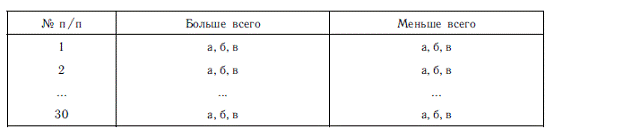 № п/п Больше всего Меньше всего
1 а, б, в а, б, в
2 а, б, в а, б, в
... ... ...
30 а, б, в а, б, в